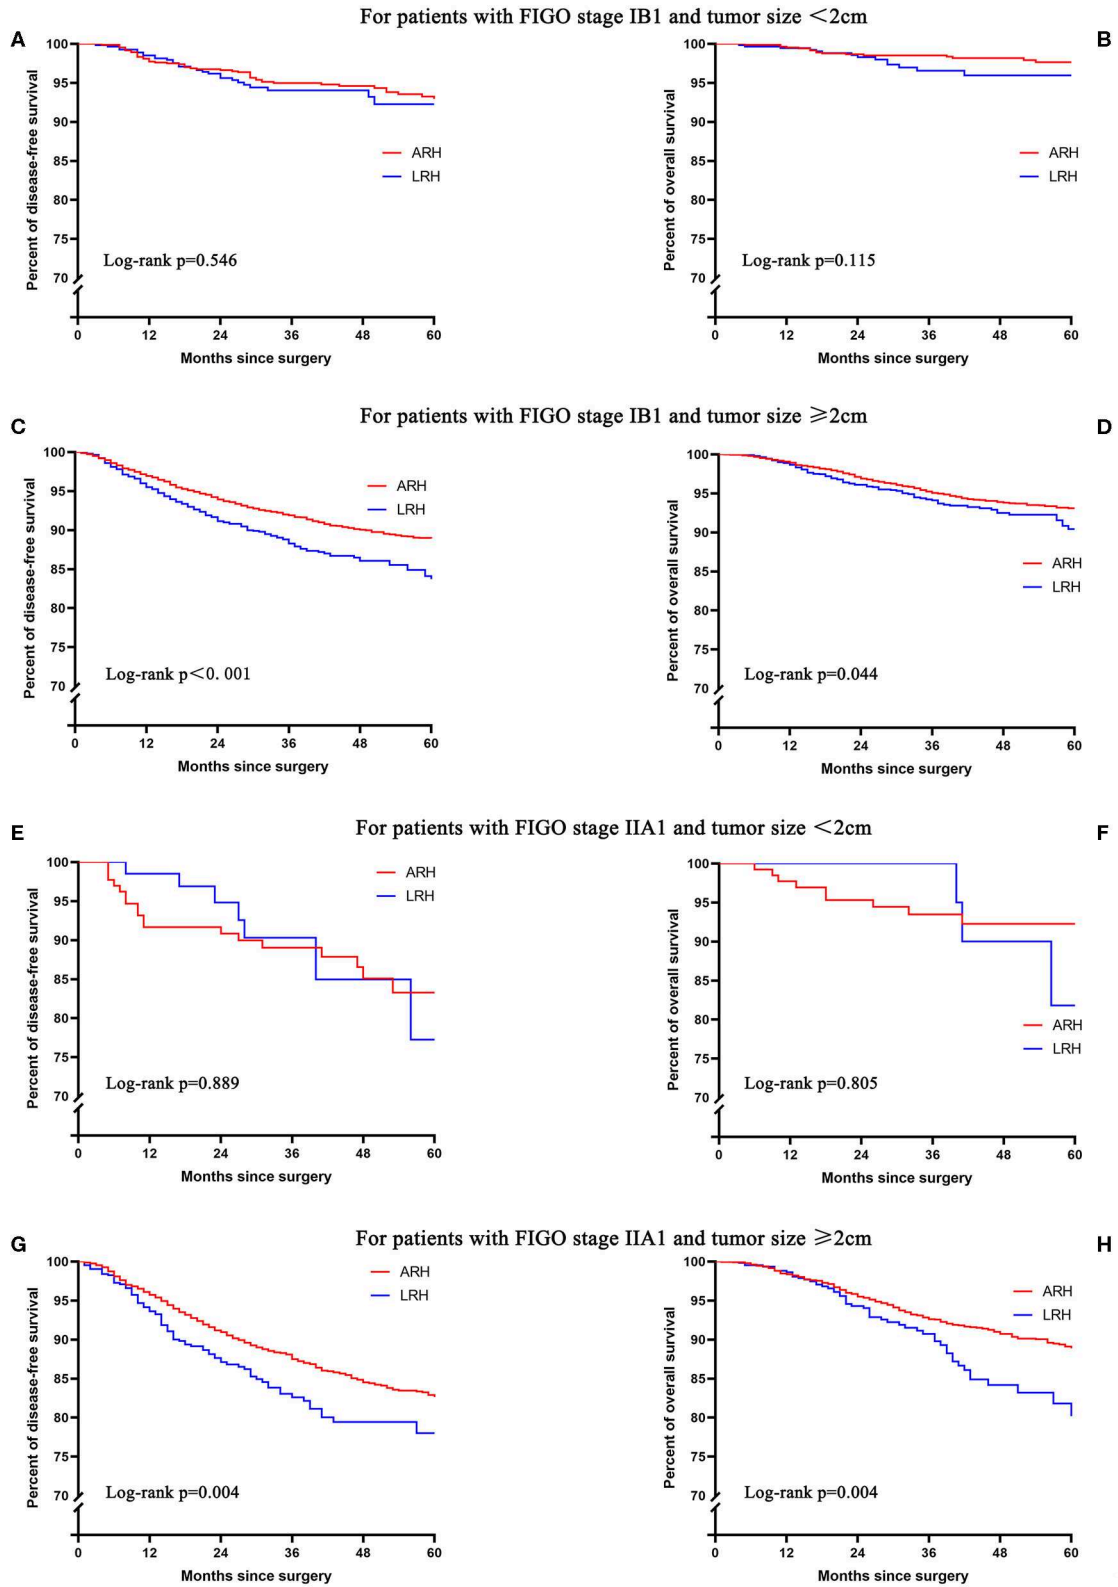 For patients with FIGO stage IB1 and tumor size <2cm
A
Percent of disease-free survival
100
95
90
85
80
75
70
ARH
LRH
Log-rank p=0.546
0 12 24 36 48 60
Months since surgery
B
Percent of overall survival
100
95
90
85
80
75
70
ARH
LRH
Log-rank p=0.115
0 12 24 36 48 60
Months since surgery
For patients with FIGO stage IB1 and tumor size ≥2cm
C
Percent of disease-free survival
100
95
90
85
80
75
70
ARH
LRH
Log-rank p<0.001
0 12 24 36 48 60
Months since surgery
D
Percent of overall survival
100
95
90
85
80
75
70
ARH
LRH
Log-rank p=0.044
0 12 24 36 48 60
Months since surgery
For patients with FIGO stage IIA1 and tumor size <2cm
E
Percent of disease-free survival
100
95
90
85
80
75
70
ARH
LRH
Log-rank p=0.889
0 12 24 36 48 60
Months since surgery
F
Percent of overall survival
100
95
90
85
80
75
70
ARH
LRH
Log-rank p=0.805
0 12 24 36 48 60
Months since surgery
For patients with FIGO stage IIA1 and tumor size ≥2cm
G
Percent of disease-free survival
100
95
90
85
80
75
70
ARH
LRH
Log-rank p=0.004
0 12 24 36 48 60
Months since surgery
H
Percent of overall survival
100
95
90
85
80
75
70
ARH
LRH
Log-rank p=0.004
0 12 24 36 48 60
Months since surgery